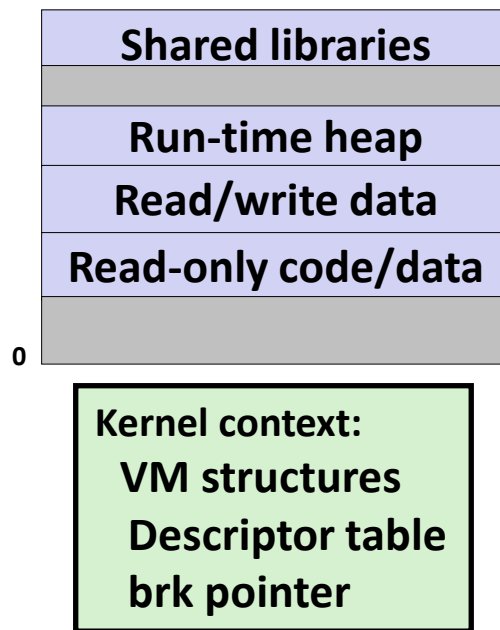 Shared libraries
Run-time heap
Read/write data
Read-only code/data
0
Kernel context:
VM structures
Descriptor table
brk pointer